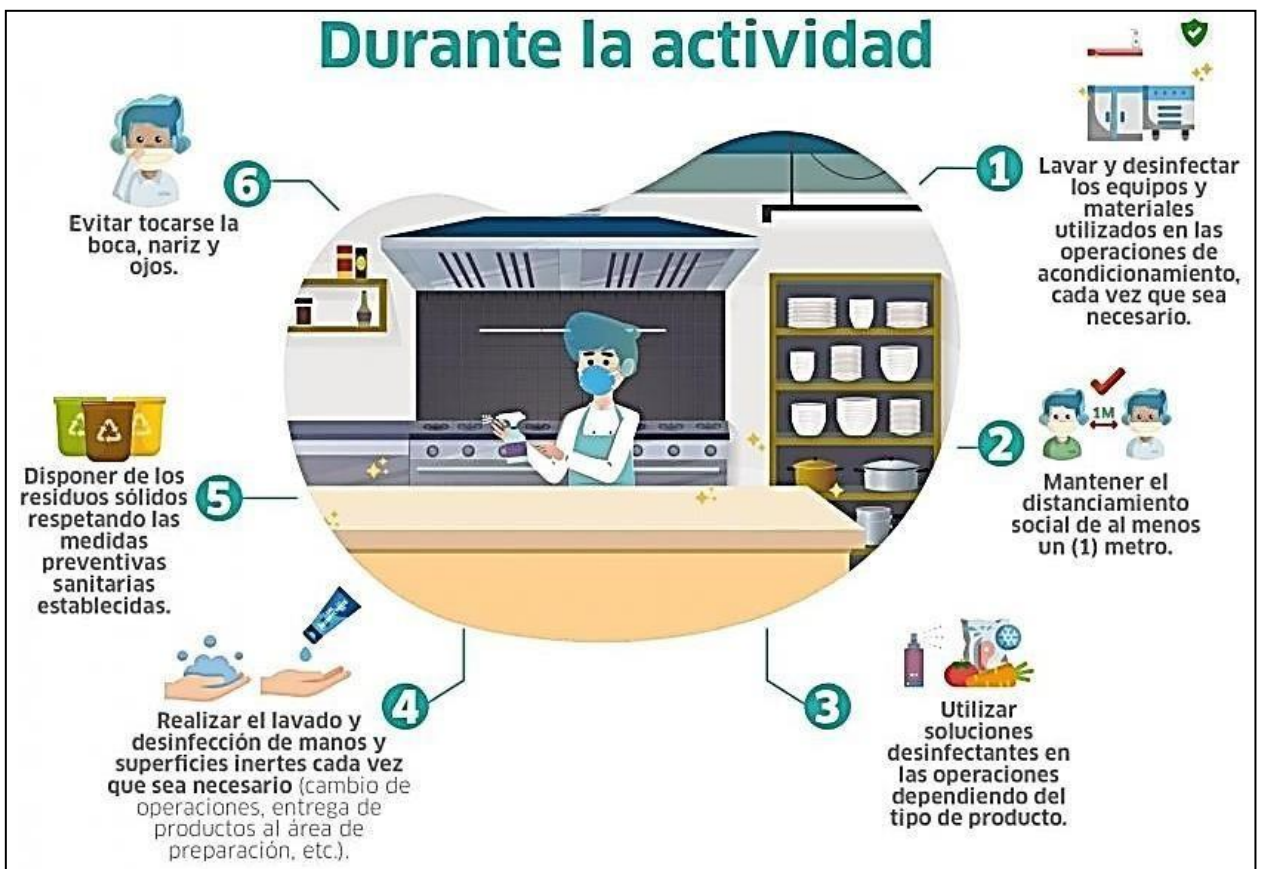 Durante la actividad
1
Lavar y desinfectar
los equipos y
materiales
utilizados en las
operaciones de
acondicionamiento,
cada vez que sea
necesario.
1M
2
Mantener el
distanciamiento
social de al menos
un (1) metro.
3
Utilizar
soluciones
desinfectantes en
las operaciones
dependiendo del
tipo de producto.
4
Realizar el lavado y
desinfección de manos y
superficies inertes cada vez
que sea necesario (cambio de
operaciones, entrega de
productos al área de
preparación, etc.).
5
Disponer de los
residuos sólidos
respetando las
medidas
preventivas
sanitarias
establecidas.
6
Evitar tocarse la
boca, nariz y
ojos.